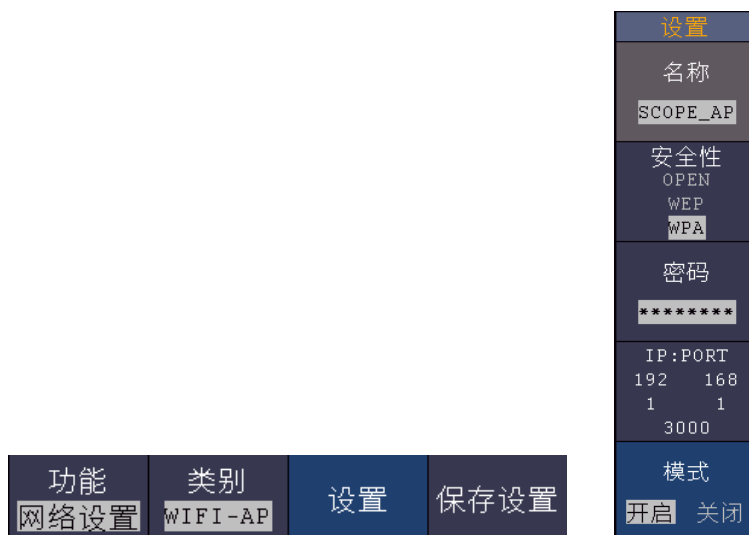 设置
名称
SCOPE_AP
安全性
OPEN
WEP
WPA
密码
********
IP:PORT
192 168
1 1
3000
模式
开启 关闭
功能 类别 设置 保存设置
网络设置 WIFI-AP